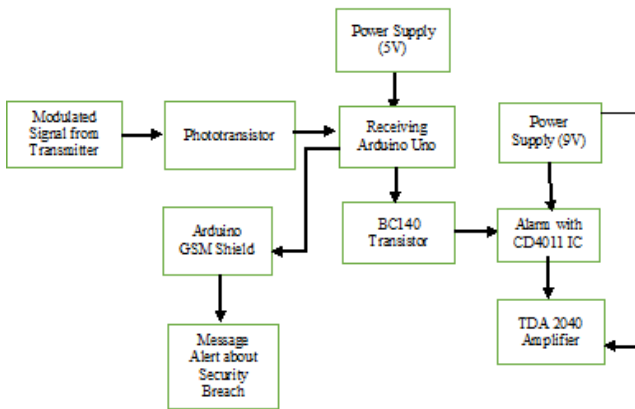 Power Supply
(5V)
Modulated
Signal from
Transmitter
Phototransistor
Receiving
Arduino Uno
Power
Supply (9V)
Arduino
GSM Shield
BC140
Transistor
Alarm with
CD4011 IC
Message
Alert about
Security
Breach
TDA 2040
Amplifier